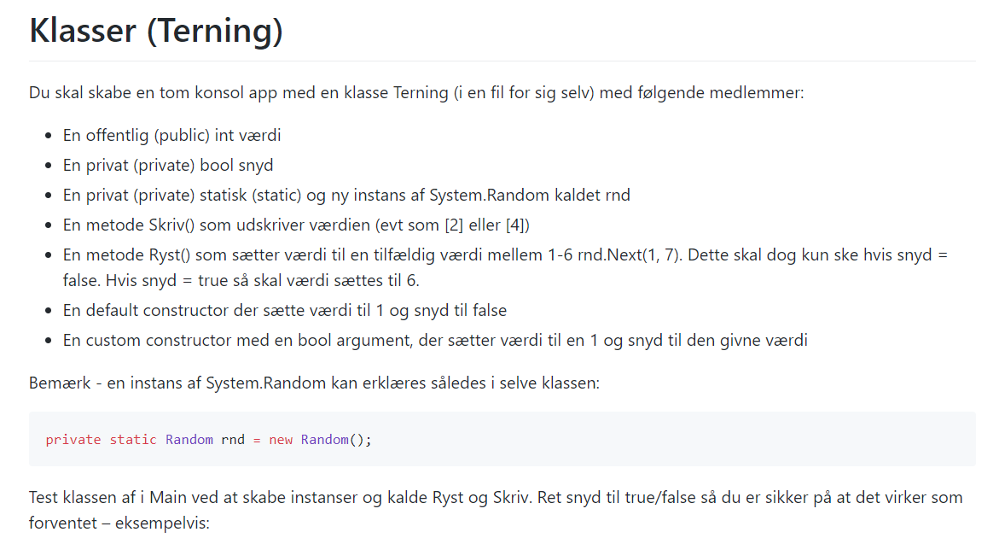 Klasser (Terning)
Du skal skabe en tom konsol app med en klasse Terning (i en fil for sig selv) med følgende medlemmer:
• En offentlig (public) int værdi
• En privat (private) bool snyd
• En privat (private) statisk (static) og ny instans af System.Random kaldet rnd
• En metode Skriv() som udskriver værdien (evt som [2] eller [4])
• En metode Ryst() som sætter værdi til en tilfældig værdi mellem 1-6 rnd.Next(1, 7). Dette skal dog kun ske hvis snyd =
false. Hvis snyd = true så skal værdi sættes til 6.
• En default constructor der sætte værdi til 1 og snyd til false
• En custom constructor med en bool argument, der sætter værdi til en 1 og snyd til den givne værdi
Bemærk - en instans af System.Random kan erklæres således i selve klassen:
private static Random rnd = new Random();
Test klassen af i Main ved at skabe instanser og kalde Ryst og Skriv. Ret snyd til true/false så du er sikker på at det virker som
forventet – eksempelvis: